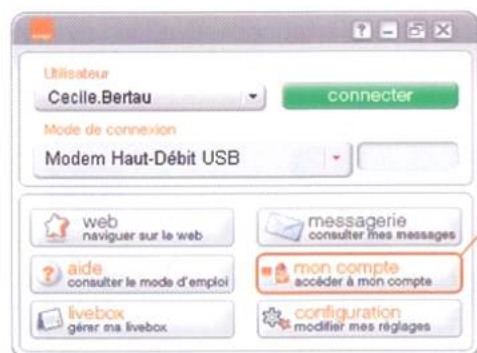 Utilisateur
Cecile.Bertau
connecter
Mode de connexion
Modem Haut-Débit USB
web
naviguer sur le web
messagerie
consulter mes messages
aide
consulter le mode d'emploi
mon compte
accéder à mon compte
livebox
gérer ma livebox
configuration
modifier mes réglages